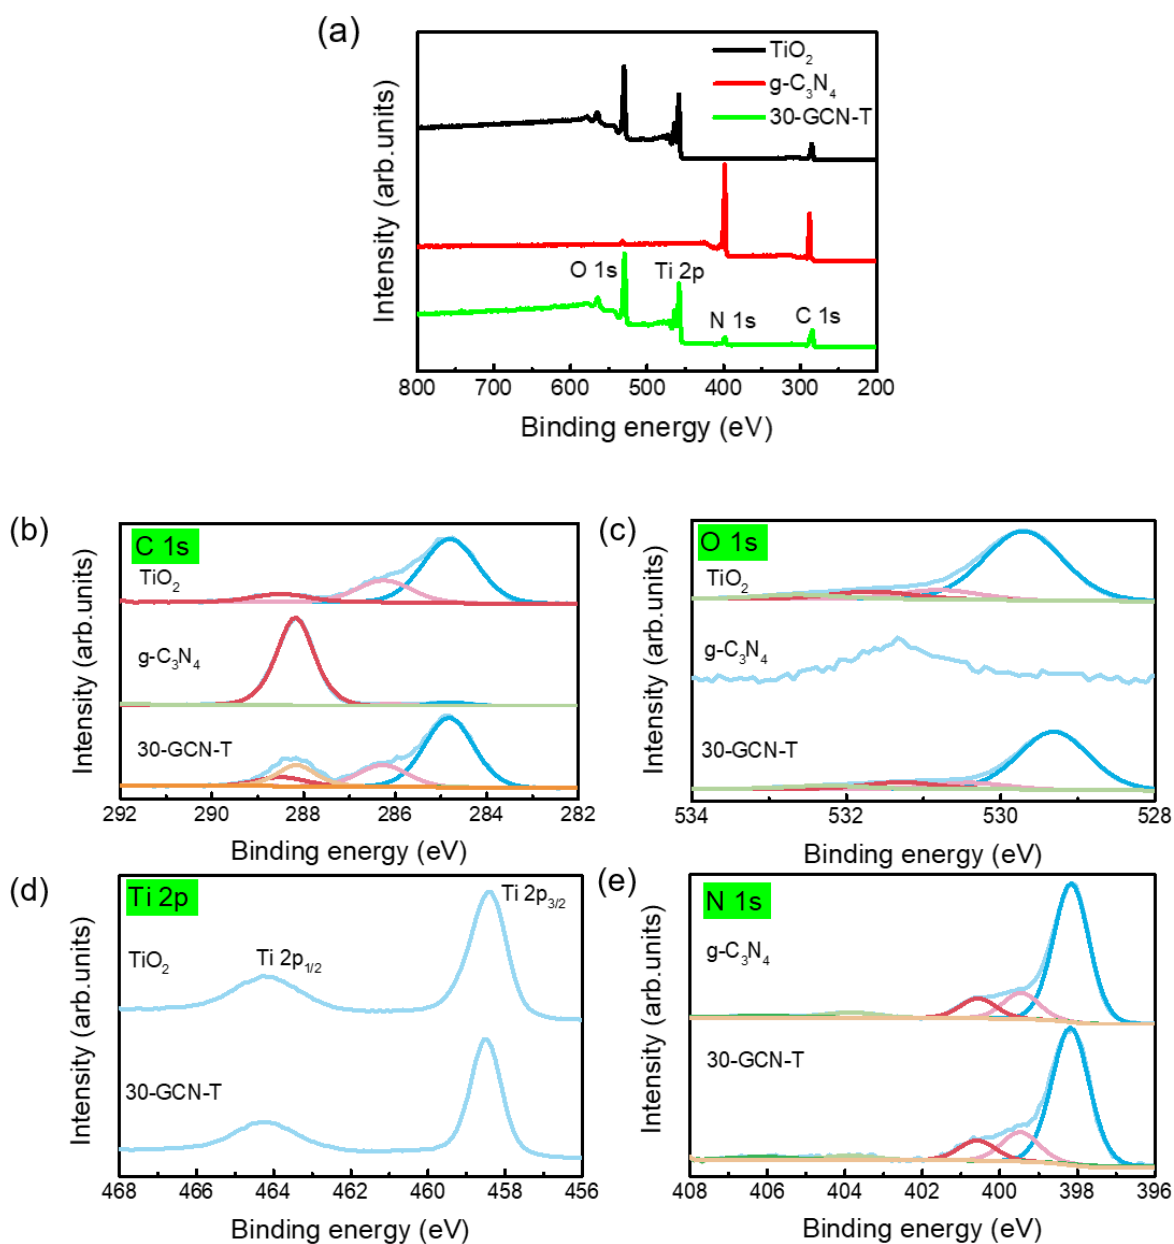 (a)
TiO2
g-C3N4
30-GCN-T
O 1s
Ti 2p
N 1s
C 1s
Intensity (arb.units)
800 700 600 500 400 300 200
Binding energy (eV)
(b)
C 1s
TiO2
g-C3N4
30-GCN-T
Intensity (arb.units)
292 290 288 286 284 282
Binding energy (eV)
(c)
O 1s
TiO2
g-C3N4
30-GCN-T
Intensity (arb.units)
534 532 530 528
Binding energy (eV)
(d)
Ti 2p
Ti 2p3/2
TiO2
Ti 2p1/2
30-GCN-T
Intensity (arb.units)
468 466 464 462 460 458 456
Binding energy (eV)
(e)
N 1s
g-C3N4
30-GCN-T
Intensity (arb.units)
408 406 404 402 400 398 396
Binding energy (eV)